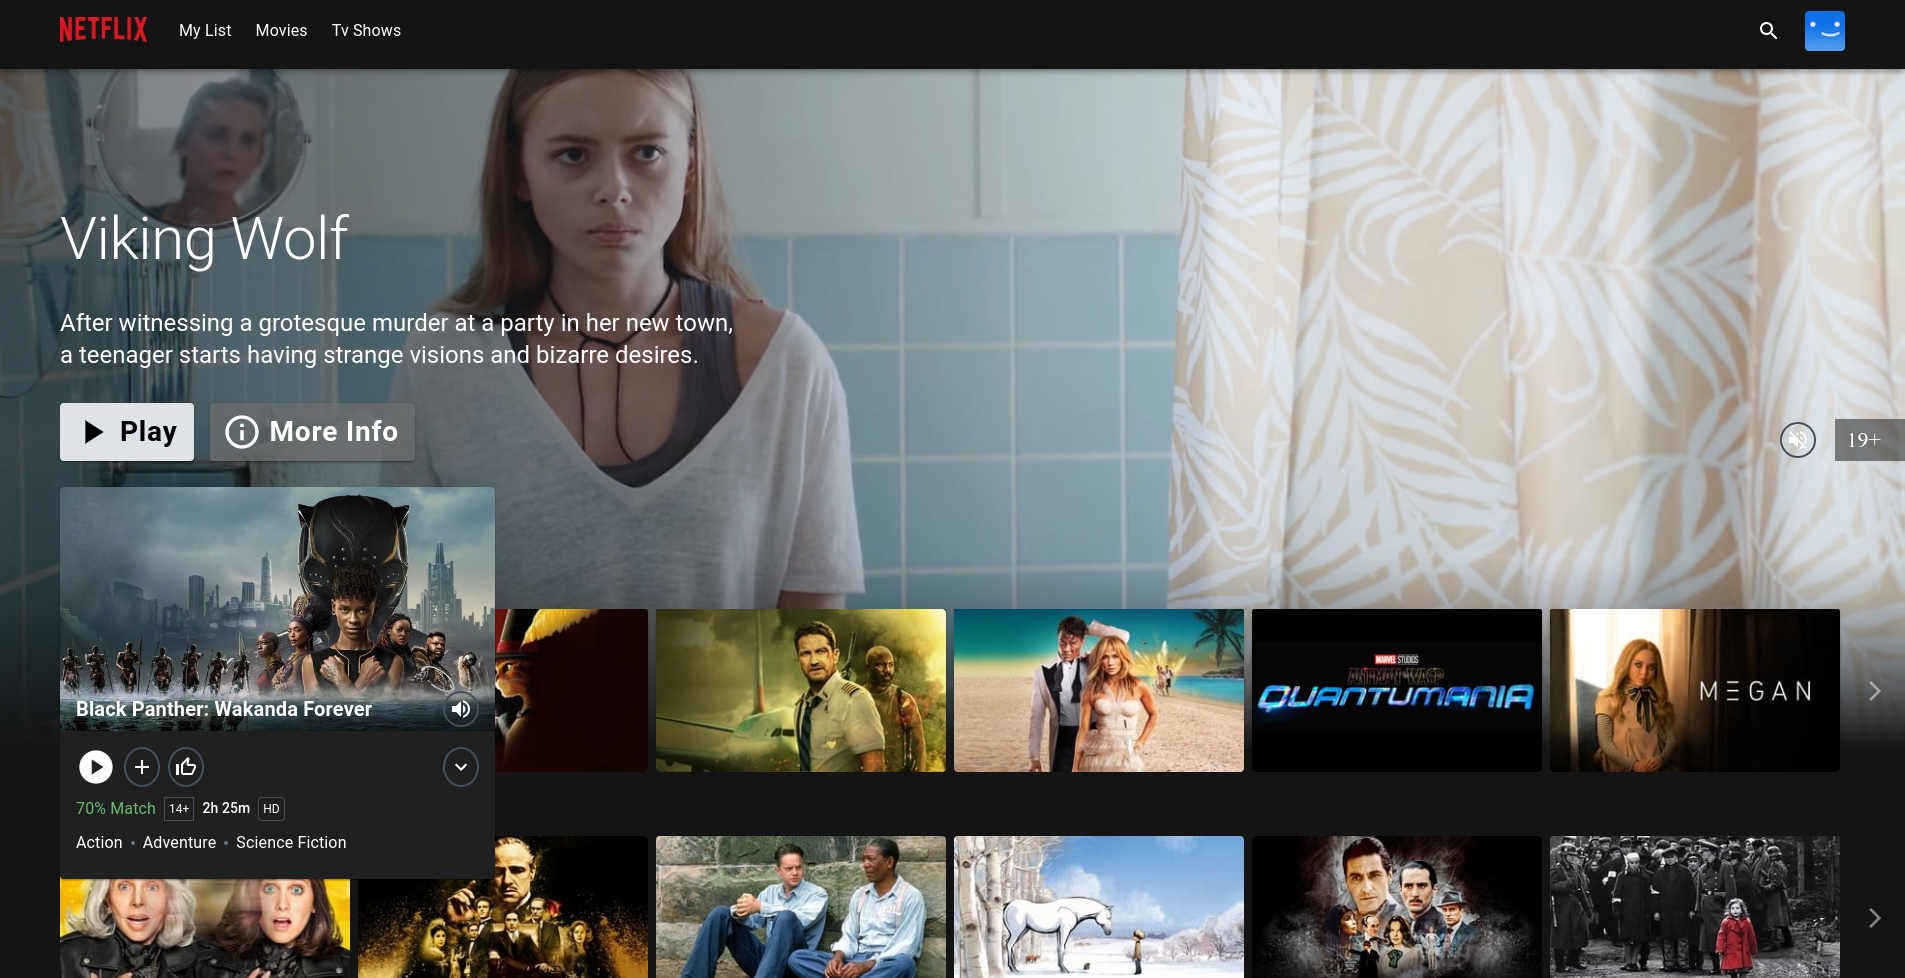 NETFLIX
My List
Movies
Tv Shows
Viking Wolf
After witnessing a grotesque murder at a party in her new town,
a teenager starts having strange visions and bizarre desires.
Play
More Info
19+
Black Panther: Wakanda Forever
70% Match 14+ 2h 25m HD
Action • Adventure • Science Fiction
MARVEL STUDIOS
ANT-MAN AND THE WASP
QUANTUMANIA
M3GAN